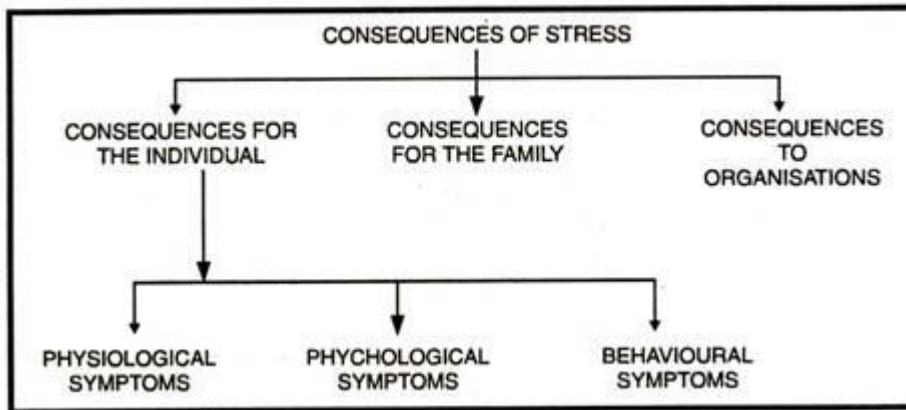 CONSEQUENCES OF STRESS
CONSEQUENCES FOR
THE INDIVIDUAL
CONSEQUENCES
FOR THE FAMILY
CONSEQUENCES
TO
ORGANISATIONS
PHYSIOLOGICAL
SYMPTOMS
PHYCHOLOGICAL
SYMPTOMS
BEHAVIOURAL
SYMPTOMS